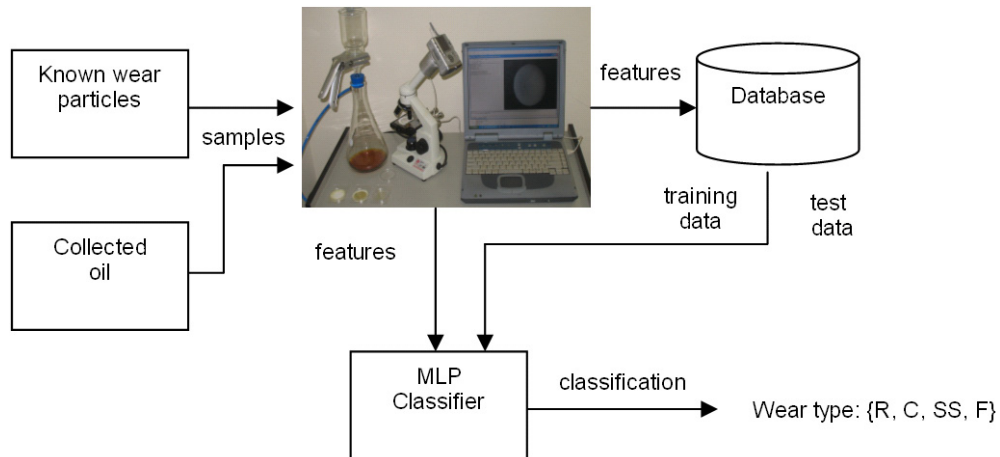 Known wear
particles
samples
Collected
oil
features
Database
training
data
test
data
features
MLP
Classifier
classification
Wear type: {R, C, SS, F}